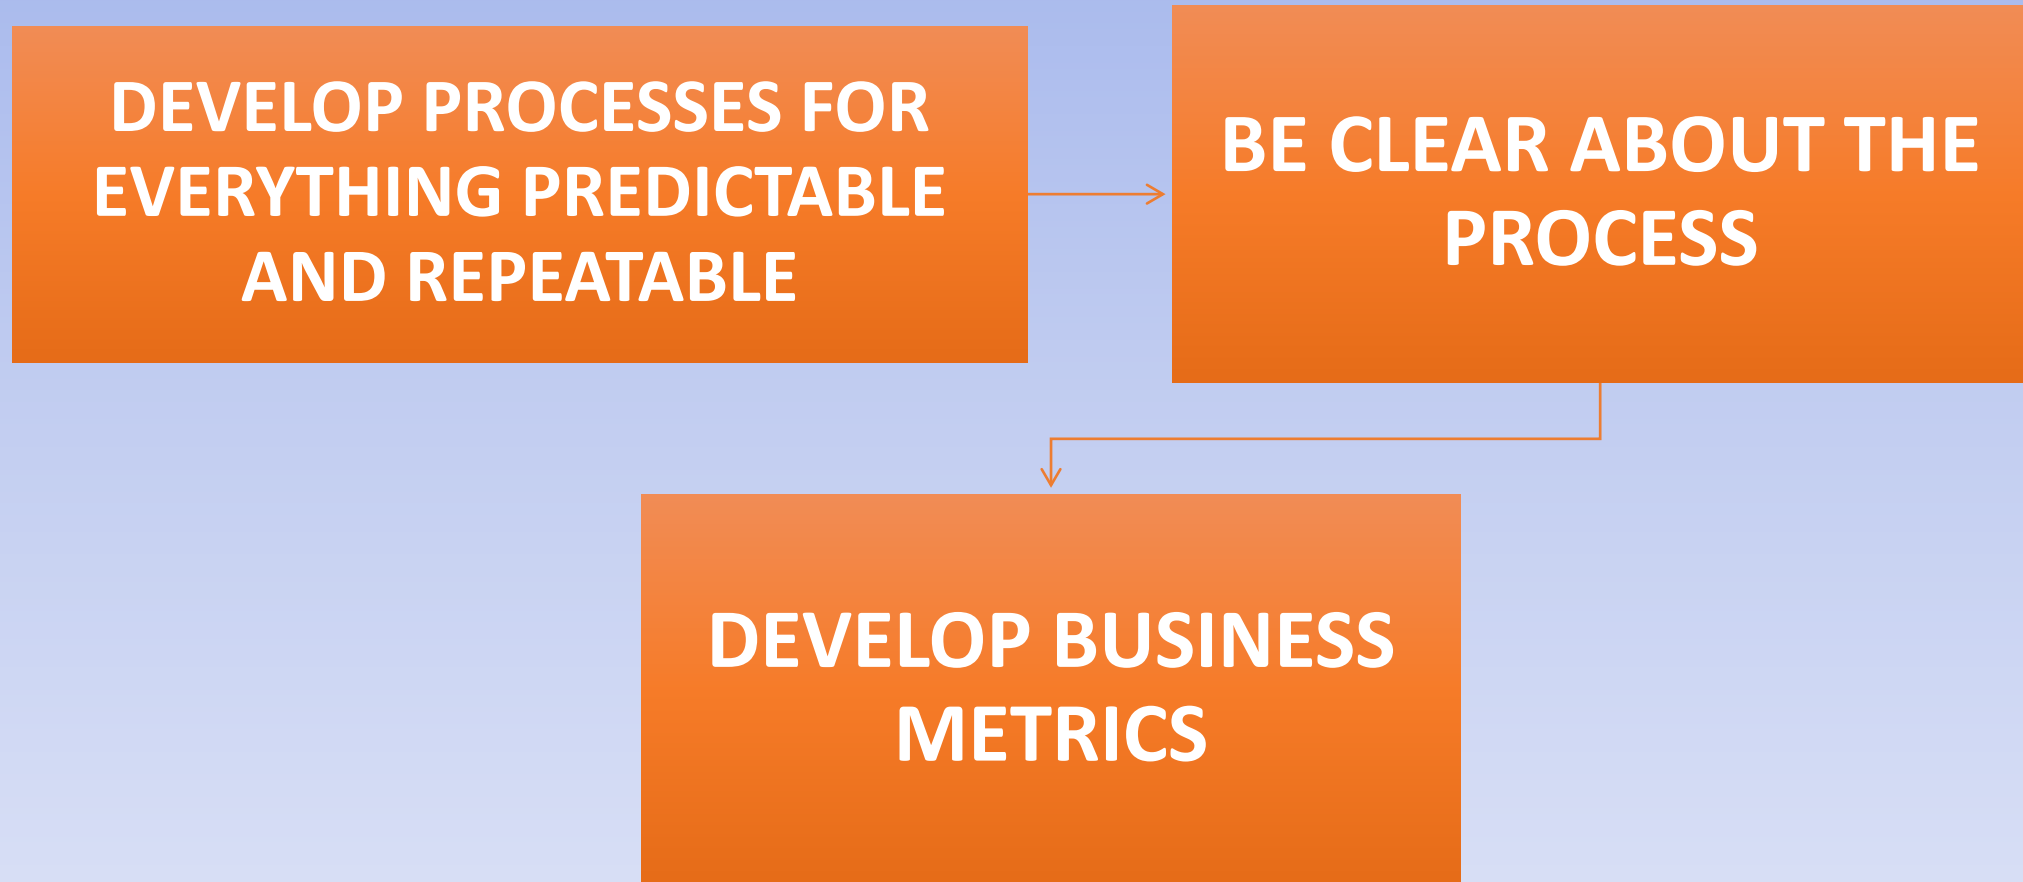 DEVELOP PROCESSES FOR
EVERYTHING PREDICTABLE
AND REPEATABLE
BE CLEAR ABOUT THE
PROCESS
DEVELOP BUSINESS
METRICS